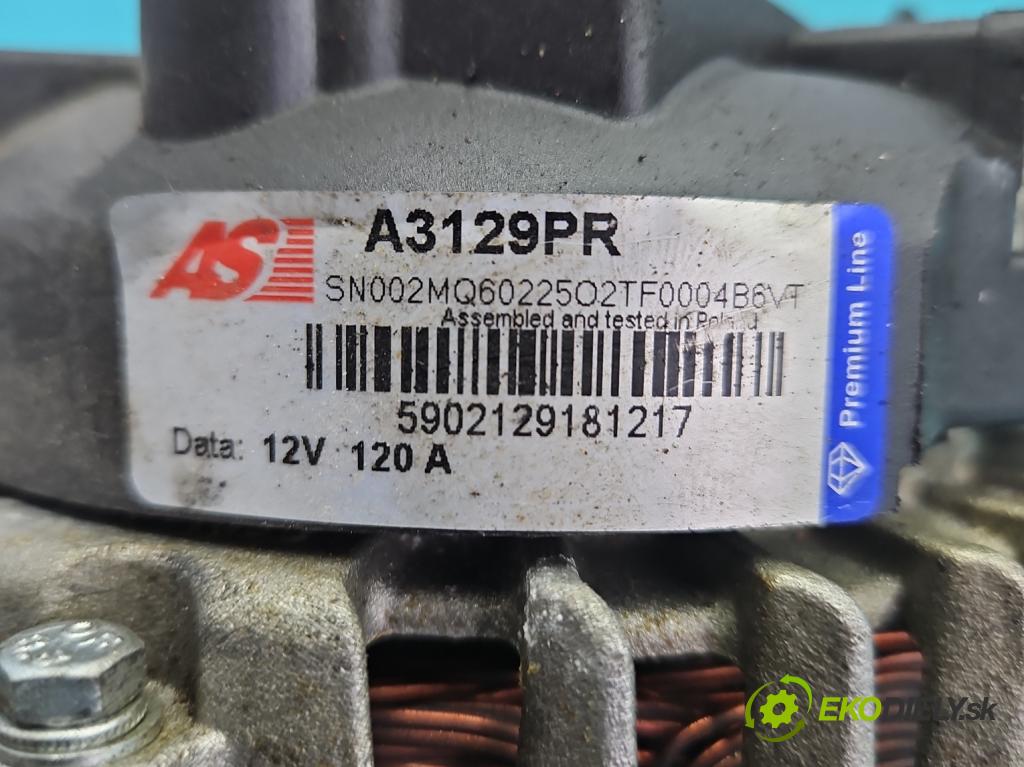 AS
A3129PR
SN002MQ60225O2TF0004B6VT
Assembled and tested in Poland
5902129181217
Data: 12V 120 A
Premium Line
EKODIELY.sk